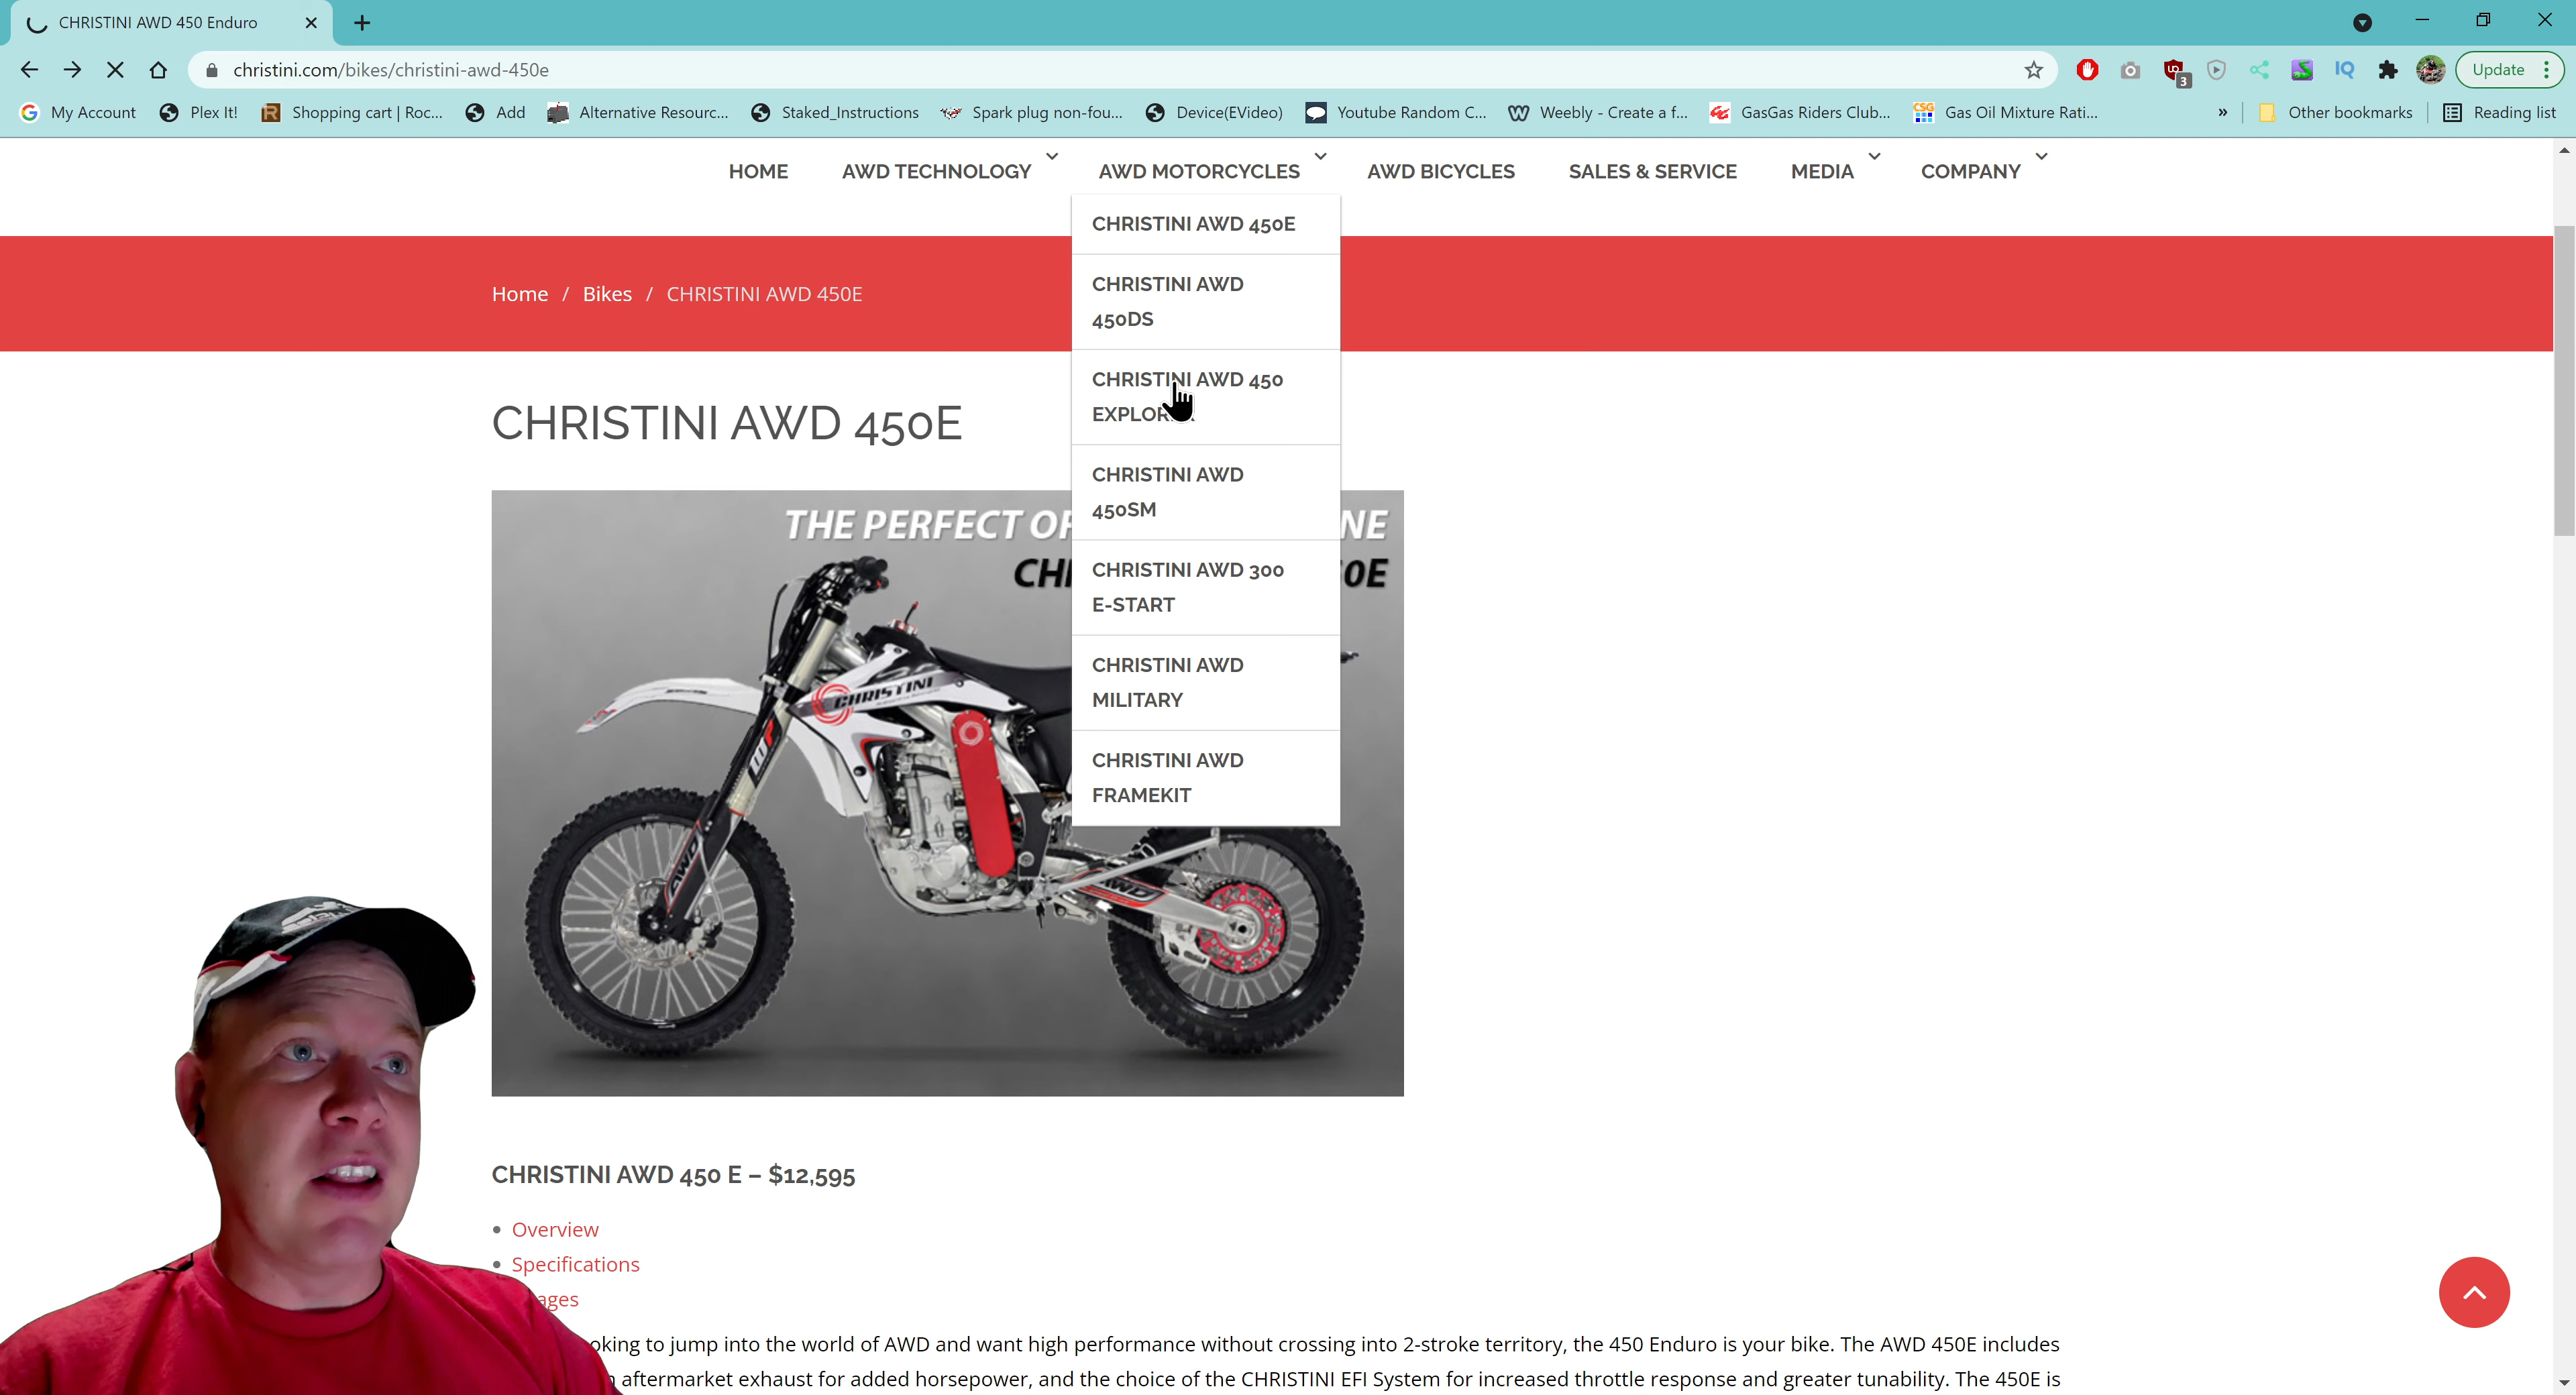 CHRISTINI AWD 450 Enduro
christini.com/bikes/christini-awd-450e
Update
My Account
Plex It!
Shopping cart | Roc...
Add
Alternative Resourc...
Staked_Instructions
Spark plug non-fou...
Device(EVideo)
Youtube Random C...
Weebly - Create a f...
GasGas Riders Club...
Gas Oil Mixture Rati...
»
Other bookmarks
Reading list
HOME
AWD TECHNOLOGY
AWD MOTORCYCLES
AWD BICYCLES
SALES & SERVICE
MEDIA
COMPANY
CHRISTINI AWD 450E
CHRISTINI AWD
450DS
CHRISTINI AWD 450
CHRISTINI AWD
450SM
CHRISTINI AWD 300
E-START
CHRISTINI AWD
MILITARY
CHRISTINI AWD
FRAMEKIT
Home / Bikes / CHRISTINI AWD 450E
CHRISTINI AWD 450E
THE PERFECT
CHRISTINI
AWD
AWD
CHRISTINI AWD 450 E – $12,595
Overview
Specifications
to jump into the world of AWD and want high performance without crossing into 2-stroke territory, the 450 Enduro is your bike. The AWD 450E includes
aftermarket exhaust for added horsepower, and the choice of the CHRISTINI EFI System for increased throttle response and greater tunability. The 450E is